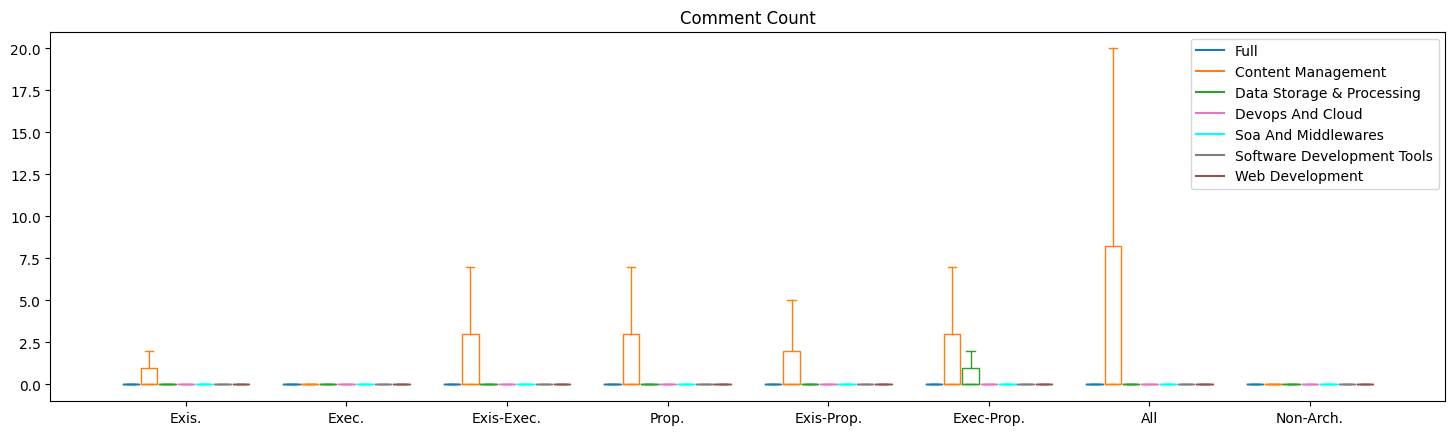 Comment Count
20.0
17.5
15.0
12.5
10.0
7.5
5.0
2.5
0.0
Full
Content Management
Data Storage & Processing
Devops And Cloud
Soa And Middlewares
Software Development Tools
Web Development
Exis.
Exec.
Exis-Exec.
Prop.
Exis-Prop.
Exec-Prop.
All
Non-Arch.